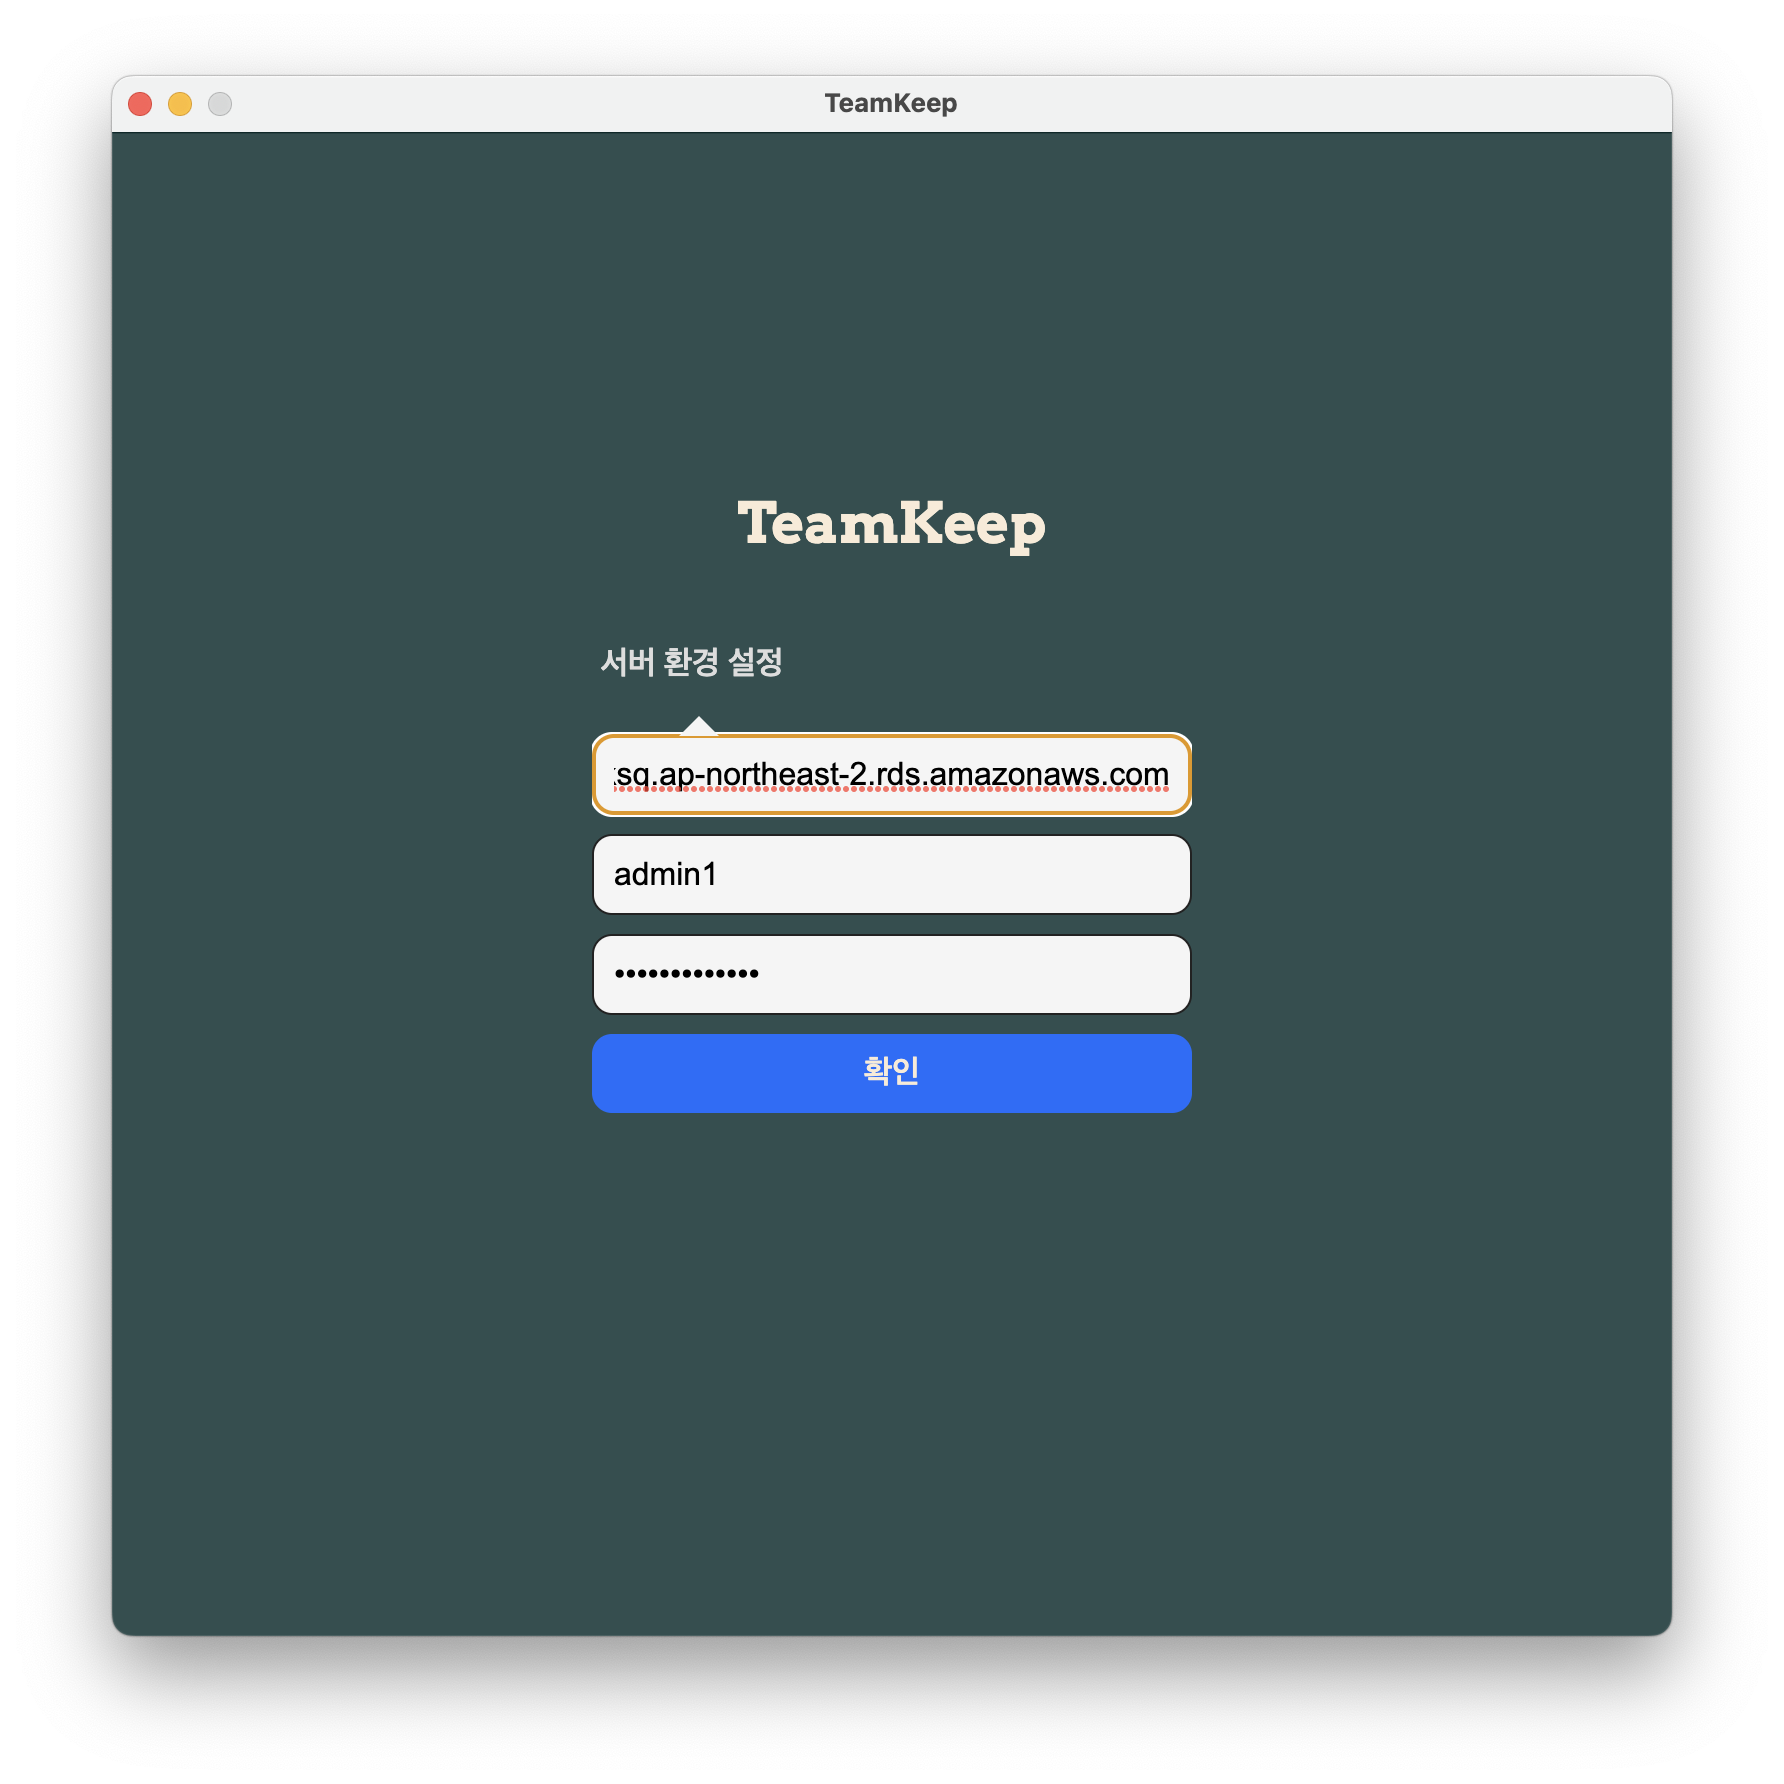 TeamKeep
TeamKeep
서버 환경 설정
sq.ap-northeast-2.rds.amazonaws.com
admin1
•••••••••••••
확인